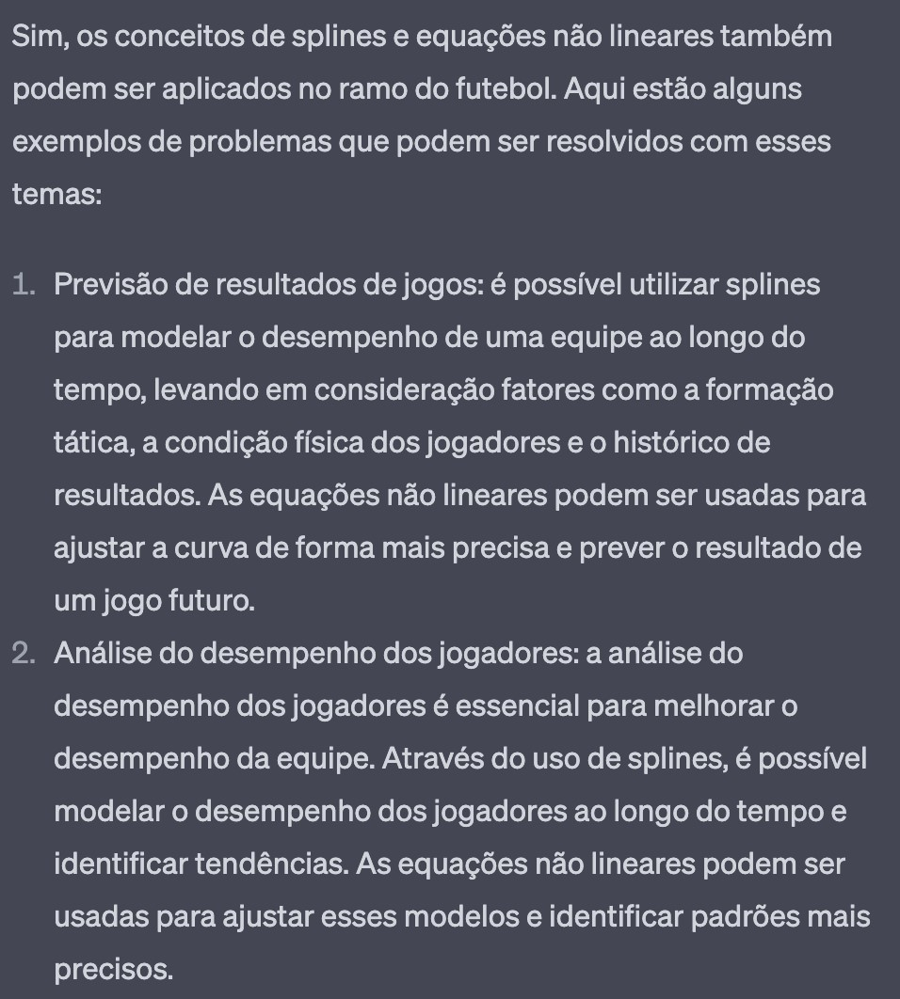 Sim, os conceitos de splines e equações não lineares também
podem ser aplicados no ramo do futebol. Aqui estão alguns
exemplos de problemas que podem ser resolvidos com esses
temas:
1. Previsão de resultados de jogos: é possível utilizar splines
para modelar o desempenho de uma equipe ao longo do
tempo, levando em consideração fatores como a formação
tática, a condição física dos jogadores e o histórico de
resultados. As equações não lineares podem ser usadas para
ajustar a curva de forma mais precisa e prever o resultado de
um jogo futuro.
2. Análise do desempenho dos jogadores: a análise do
desempenho dos jogadores é essencial para melhorar o
desempenho da equipe. Através do uso de splines, é possível
modelar o desempenho dos jogadores ao longo do tempo e
identificar tendências. As equações não lineares podem ser
usadas para ajustar esses modelos e identificar padrões mais
precisos.